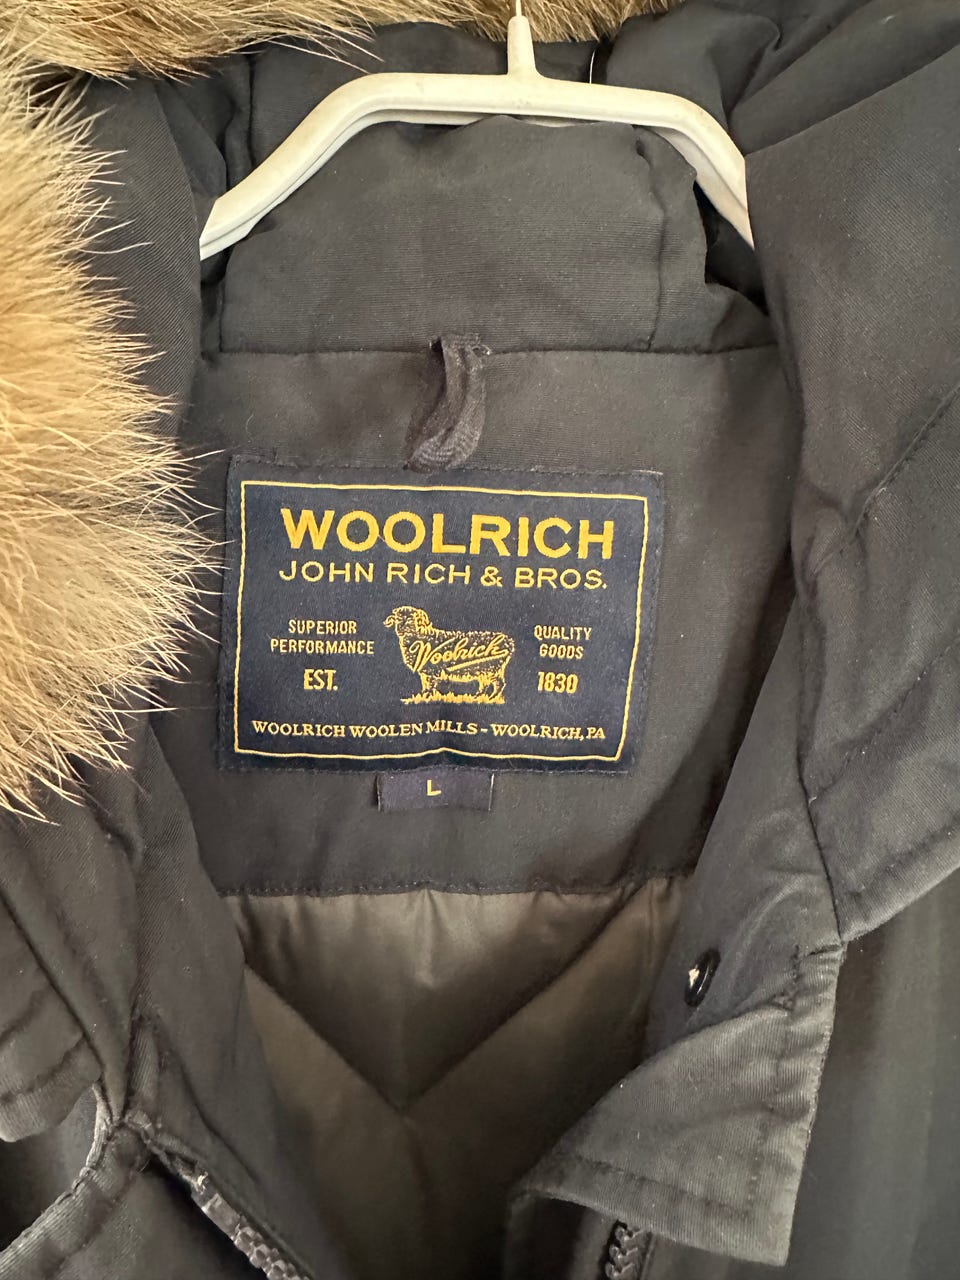 WOOLRICH
JOHN RICH & BROS.
SUPERIOR
PERFORMANCE
EST.
Woolrich
QUALITY
GOODS
1830
WOOLRICH WOOLEN MILLS - WOOLRICH, PA
L